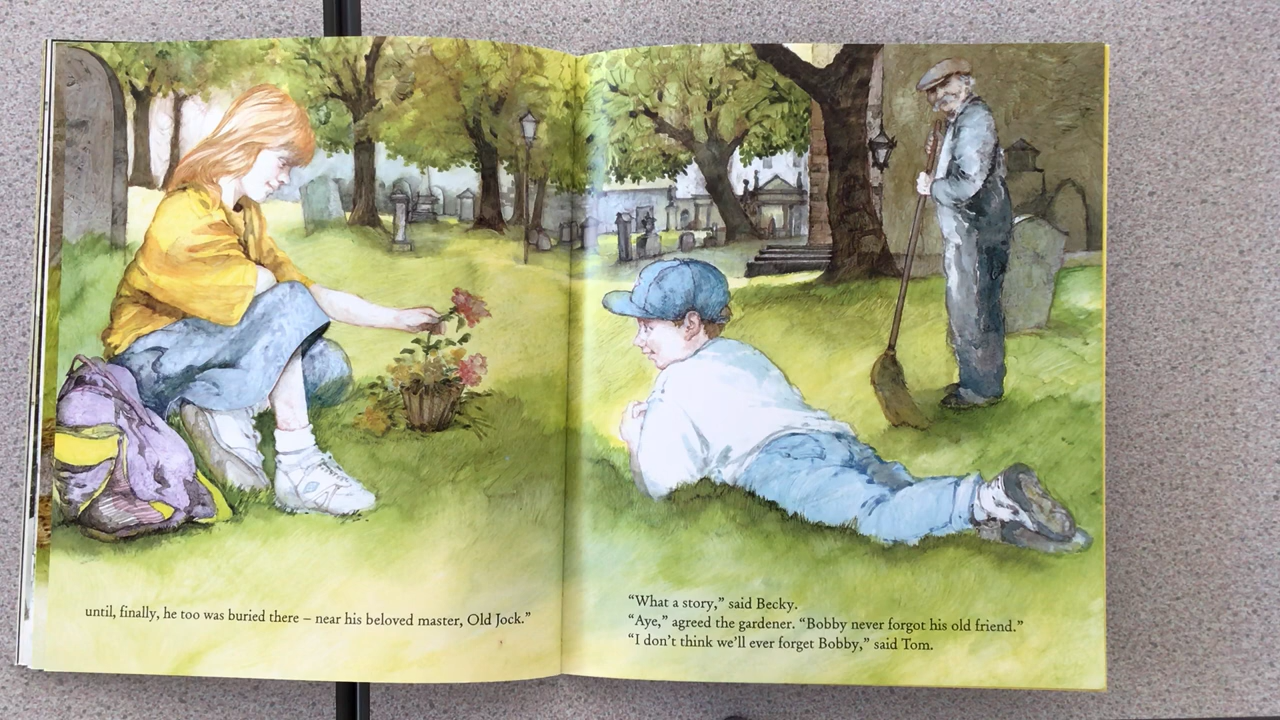 until, finally, he too was buried there – near his beloved master, Old Jock.”
“What a story,” said Becky.
“Aye,” agreed the gardener. “Bobby never forgot his old friend.”
“I don’t think we’ll ever forget Bobby,” said Tom.